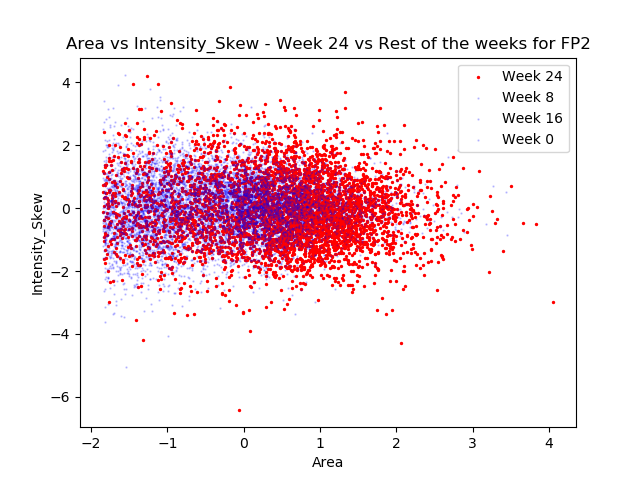 Area vs Intensity_Skew - Week 24 vs Rest of the weeks for FP2
Week 24
Week 8
Week 16
Week 0
Intensity_Skew
4
2
0
−2
−4
−6
−2
−1
0
1
2
3
4
Area